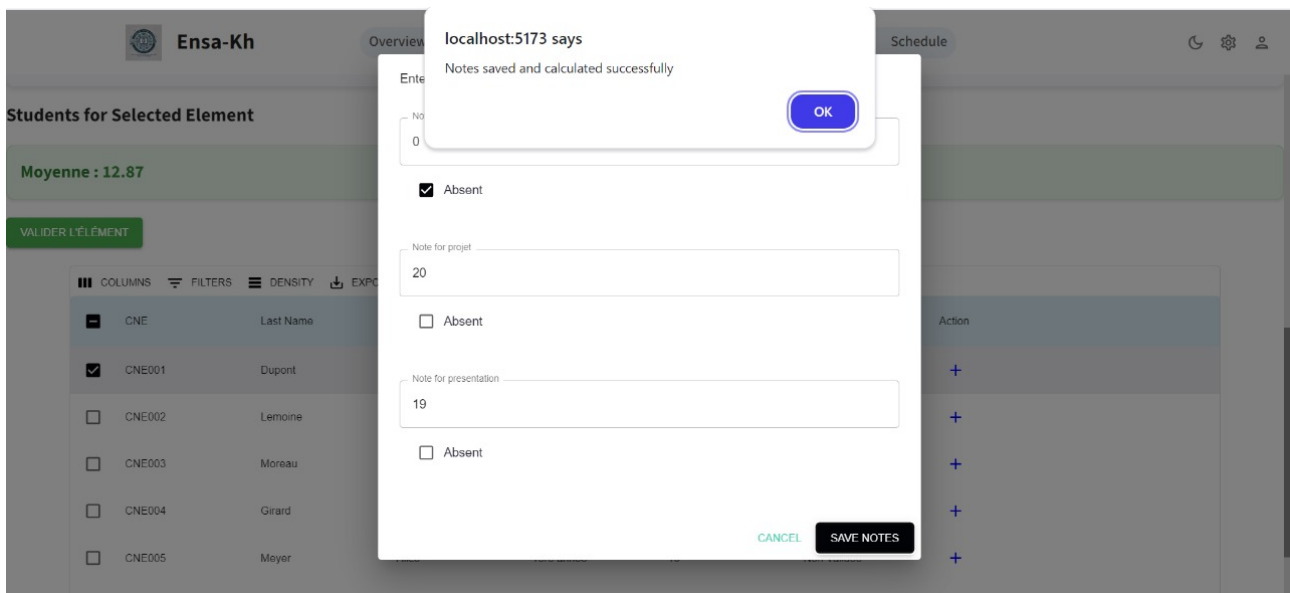 Ensa-Kh
Overview
Schedule
localhost:5173 says
Notes saved and calculated successfully
OK
Students for Selected Element
Moyenne : 12.87
VALIDER L'ÉLÉMENT
COLUMNS FILTERS DENSITY
CNE Last Name Action
CNE001 Dupont
CNE002 Lemoine
CNE003 Moreau
CNE004 Girard
CNE005 Meyer
0
Absent
Note for projet
20
Absent
Note for presentation
19
Absent
CANCEL SAVE NOTES